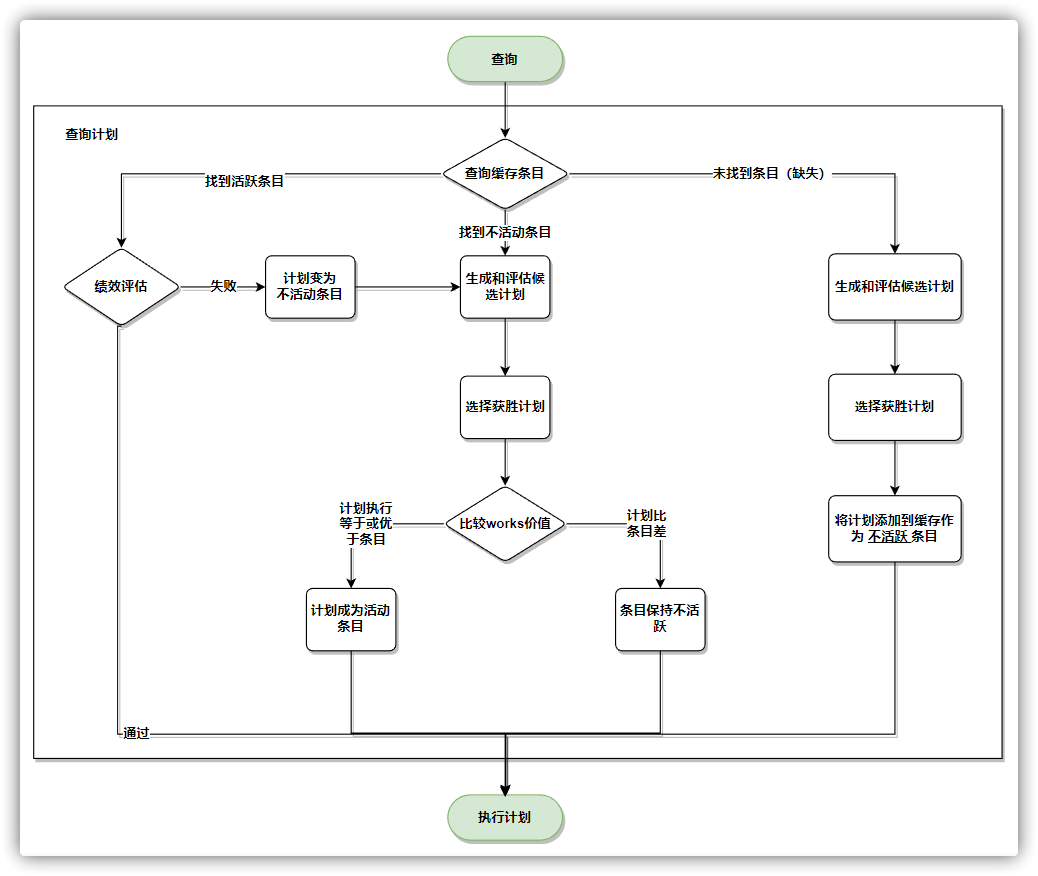 查询
查询计划
查询缓存条目
找到活跃条目
未找到条目（缺失）
找到不活动条目
绩效评估
失败
计划变为
不活动条目
生成和评估候
选计划
生成和评估候选计划
选择获胜计划
选择获胜计划
计划执行
等于或优
于条目
比较works价值
计划比
条目差
将计划添加到缓存作
为 不活跃 条目
计划成为活动
条目
条目保持不活
跃
通过
执行计划